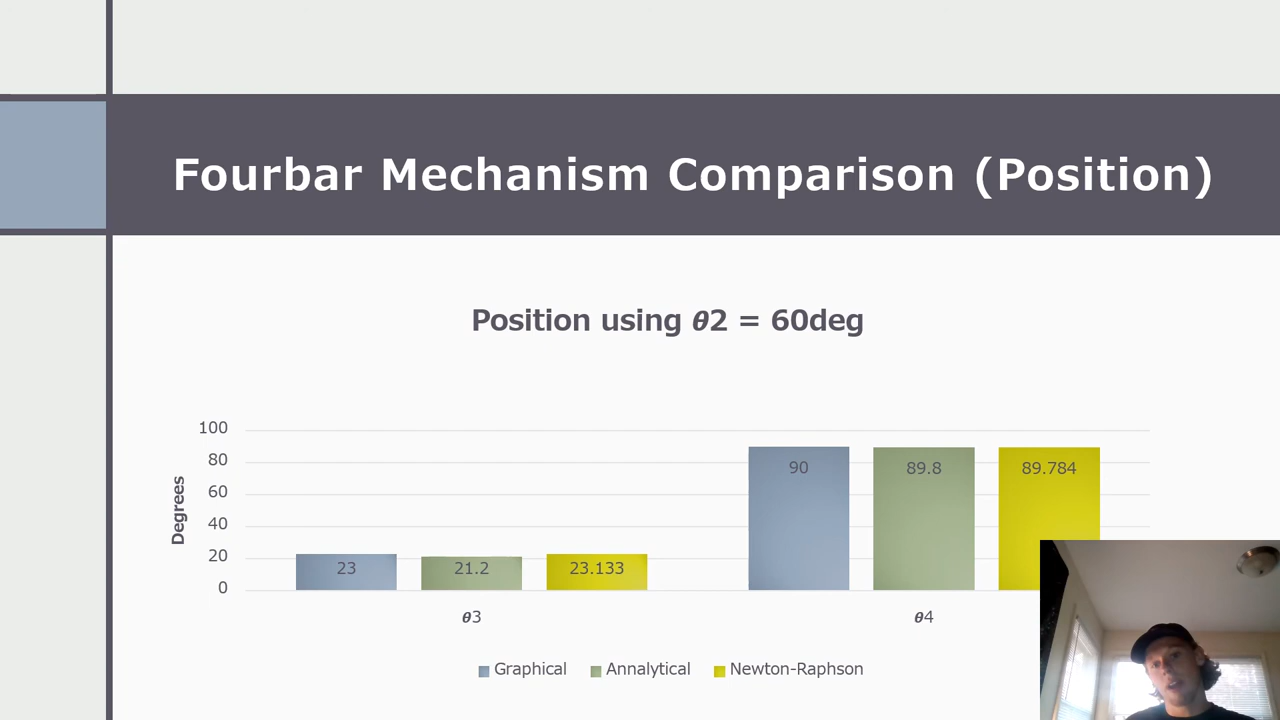 Fourbar Mechanism Comparison (Position)
Position using θ2 = 60deg
Degrees
100
80
60
40
20
0
23
21.2
23.133
90
89.8
89.784
θ3
θ4
Graphical
Annalytical
Newton-Raphson